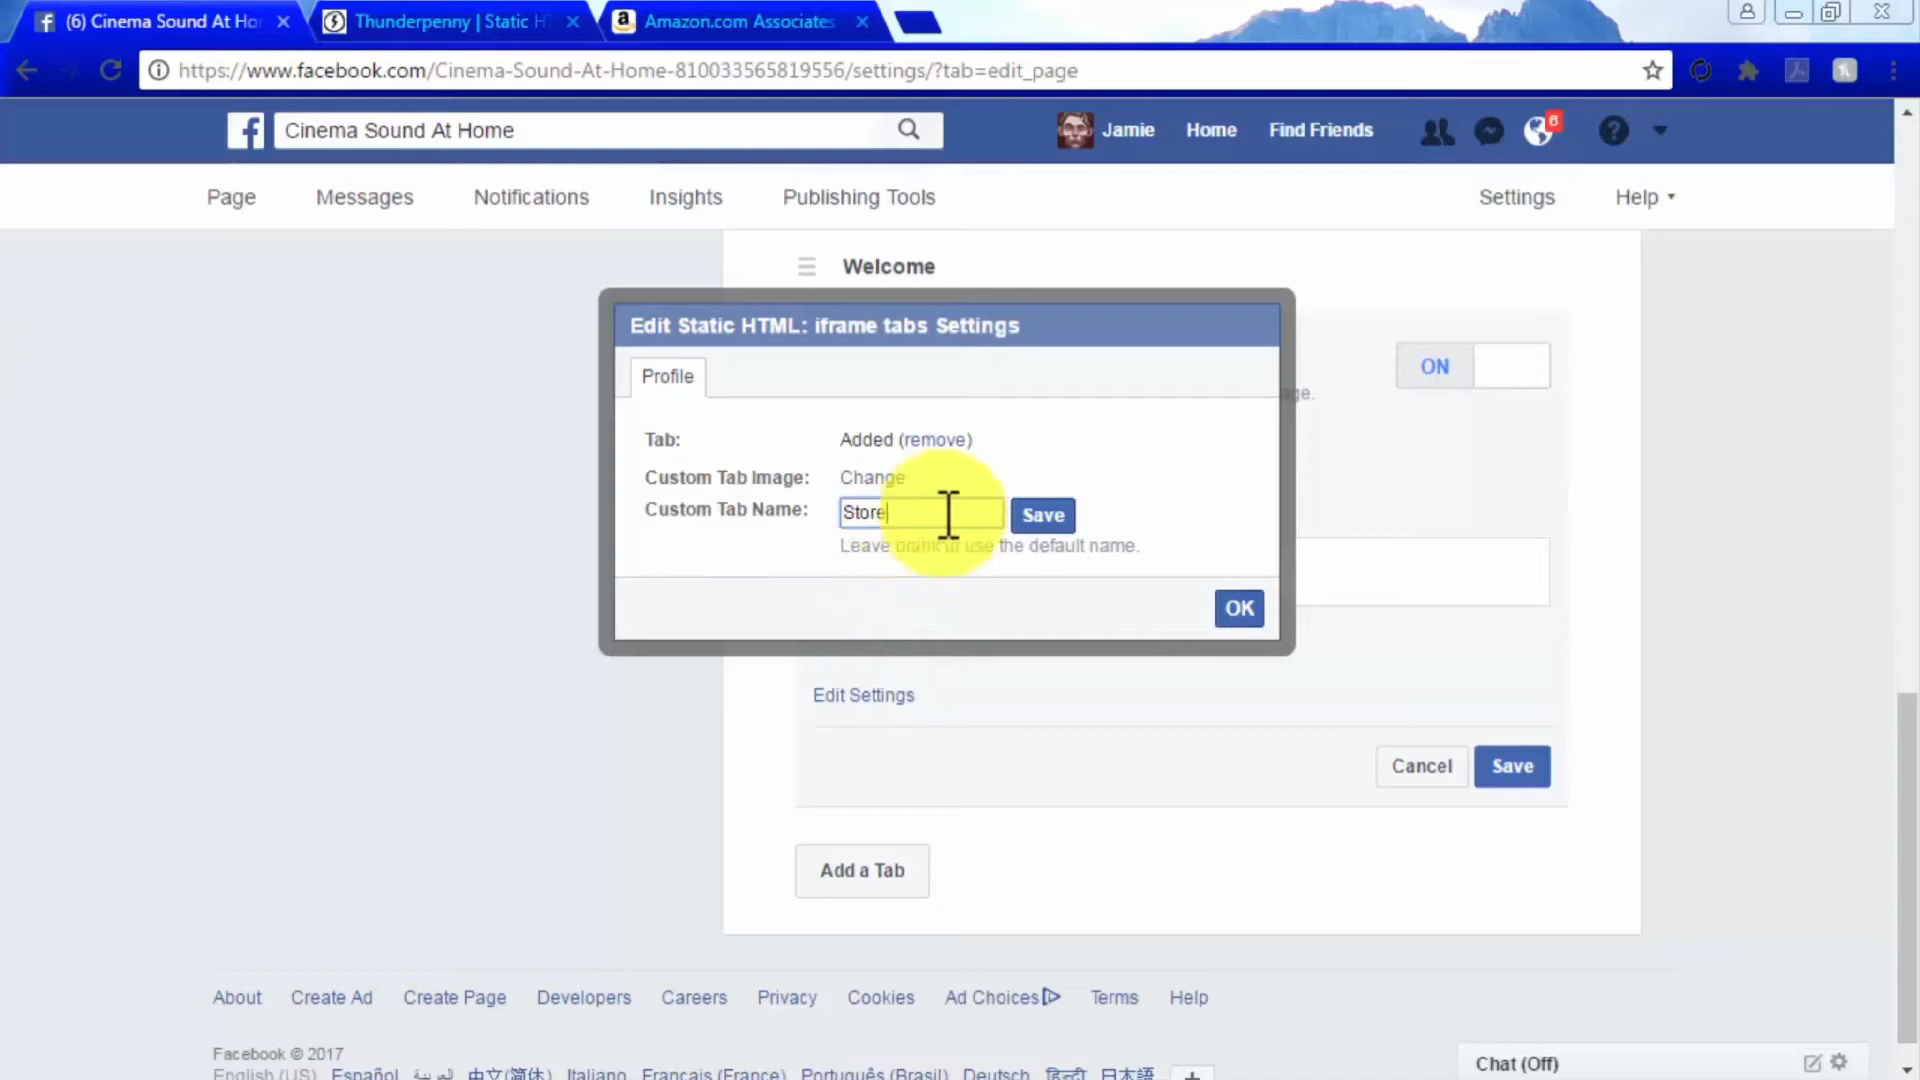 (6) Cinema Sound At Ho
Thunderpenny | Static H
Amazon.com Associates
https://www.facebook.com/Cinema-Sound-At-Home-810033565819556/settings/?tab=edit_page
Cinema Sound At Home
Jamie
Home
Find Friends
6
Page
Messages
Notifications
Insights
Publishing Tools
Settings
Help
Welcome
Edit Static HTML: iframe tabs Settings
ON
age.
Profile
Tab:
Added (remove)
Custom Tab Image:
Change
Custom Tab Name:
Store
Save
Leave blank to use the default name.
OK
Edit Settings
Cancel
Save
Add a Tab
About
Create Ad
Create Page
Developers
Careers
Privacy
Cookies
Ad Choices
Terms
Help
Facebook © 2017
English (US)
Español
العربية
中文(简体)
Italiano
Français (France)
Português (Brasil)
Deutsch
हिन्दी
日本語
Chat (Off)